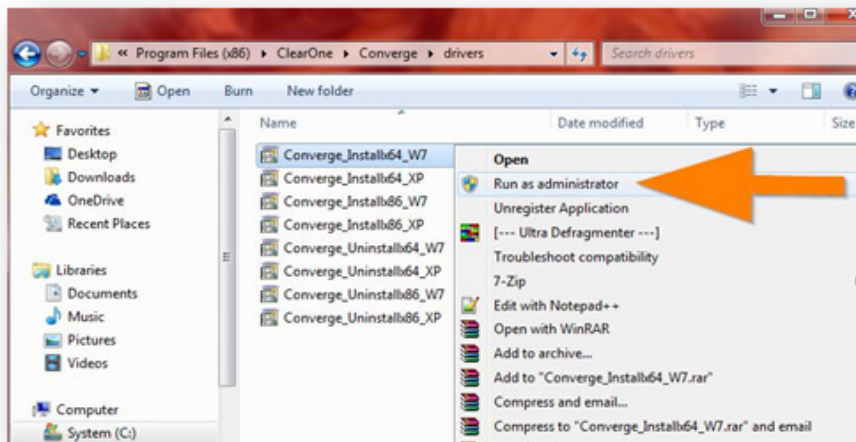 « Program Files (x86) ▸ ClearOne ▸ Converge ▸ drivers
Search drivers
Organize
Open
Burn
New folder
Favorites
Desktop
Downloads
OneDrive
Recent Places
Libraries
Documents
Music
Pictures
Videos
Computer
System (C:)
Name
Date modified
Type
Size
Converge_Installx64_W7
Converge_Installx64_XP
Converge_Installx86_W7
Converge_Installx86_XP
Converge_Uninstallx64_W7
Converge_Uninstallx64_XP
Converge_Uninstallx86_W7
Converge_Uninstallx86_XP
Open
Run as administrator
Unregister Application
[--- Ultra Defragmenter ---]
Troubleshoot compatibility
7-Zip
Edit with Notepad++
Open with WinRAR
Add to archive...
Add to "Converge_Installx64_W7.rar"
Compress and email...
Compress to "Converge_Installx64_W7.rar" and email